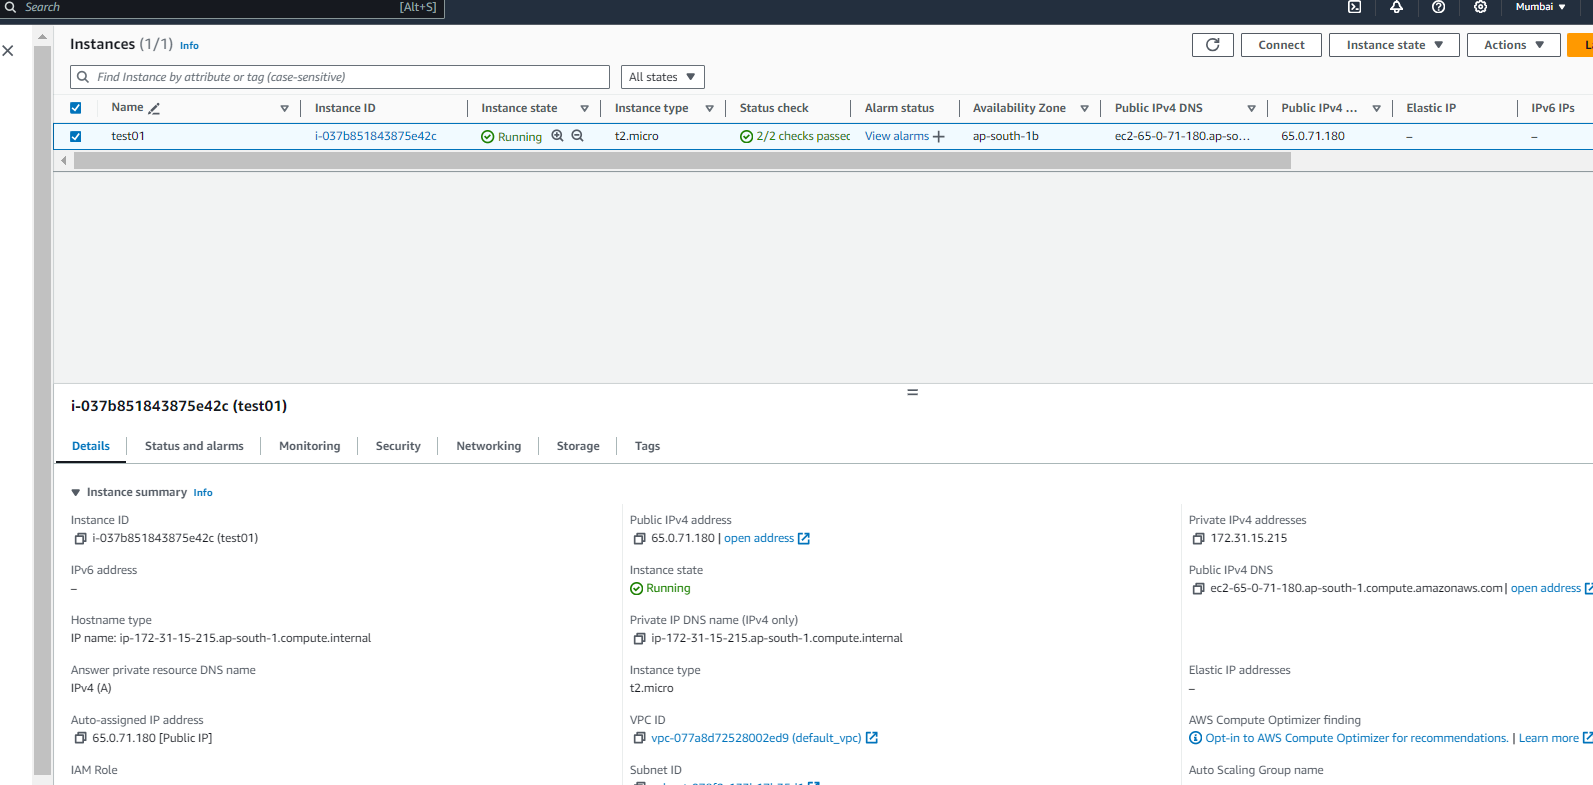 Search [Alt+S] Mumbai
Instances (1/1) Info Connect Instance state Actions
Find Instance by attribute or tag (case-sensitive) All states
Name Instance ID Instance state Instance type Status check Alarm status Availability Zone Public IPv4 DNS Public IPv4 ... Elastic IP IPv6 IPs
test01 i-037b851843875e42c Running t2.micro 2/2 checks passed View alarms + ap-south-1b ec2-65-0-71-180.ap-so... 65.0.71.180 – –
i-037b851843875e42c (test01)
Details Status and alarms Monitoring Security Networking Storage Tags
Instance summary Info
Instance ID Public IPv4 address Private IPv4 addresses
i-037b851843875e42c (test01) 65.0.71.180 | open address 172.31.15.215
IPv6 address Instance state Public IPv4 DNS
– Running ec2-65-0-71-180.ap-south-1.compute.amazonaws.com | open address
Hostname type Private IP DNS name (IPv4 only)
IP name: ip-172-31-15-215.ap-south-1.compute.internal ip-172-31-15-215.ap-south-1.compute.internal
Answer private resource DNS name Instance type Elastic IP addresses
IPv4 (A) t2.micro –
Auto-assigned IP address VPC ID AWS Compute Optimizer finding
65.0.71.180 [Public IP] vpc-077a8d72528002ed9 (default_vpc) Opt-in to AWS Compute Optimizer for recommendations. | Learn more
IAM Role Subnet ID Auto Scaling Group name